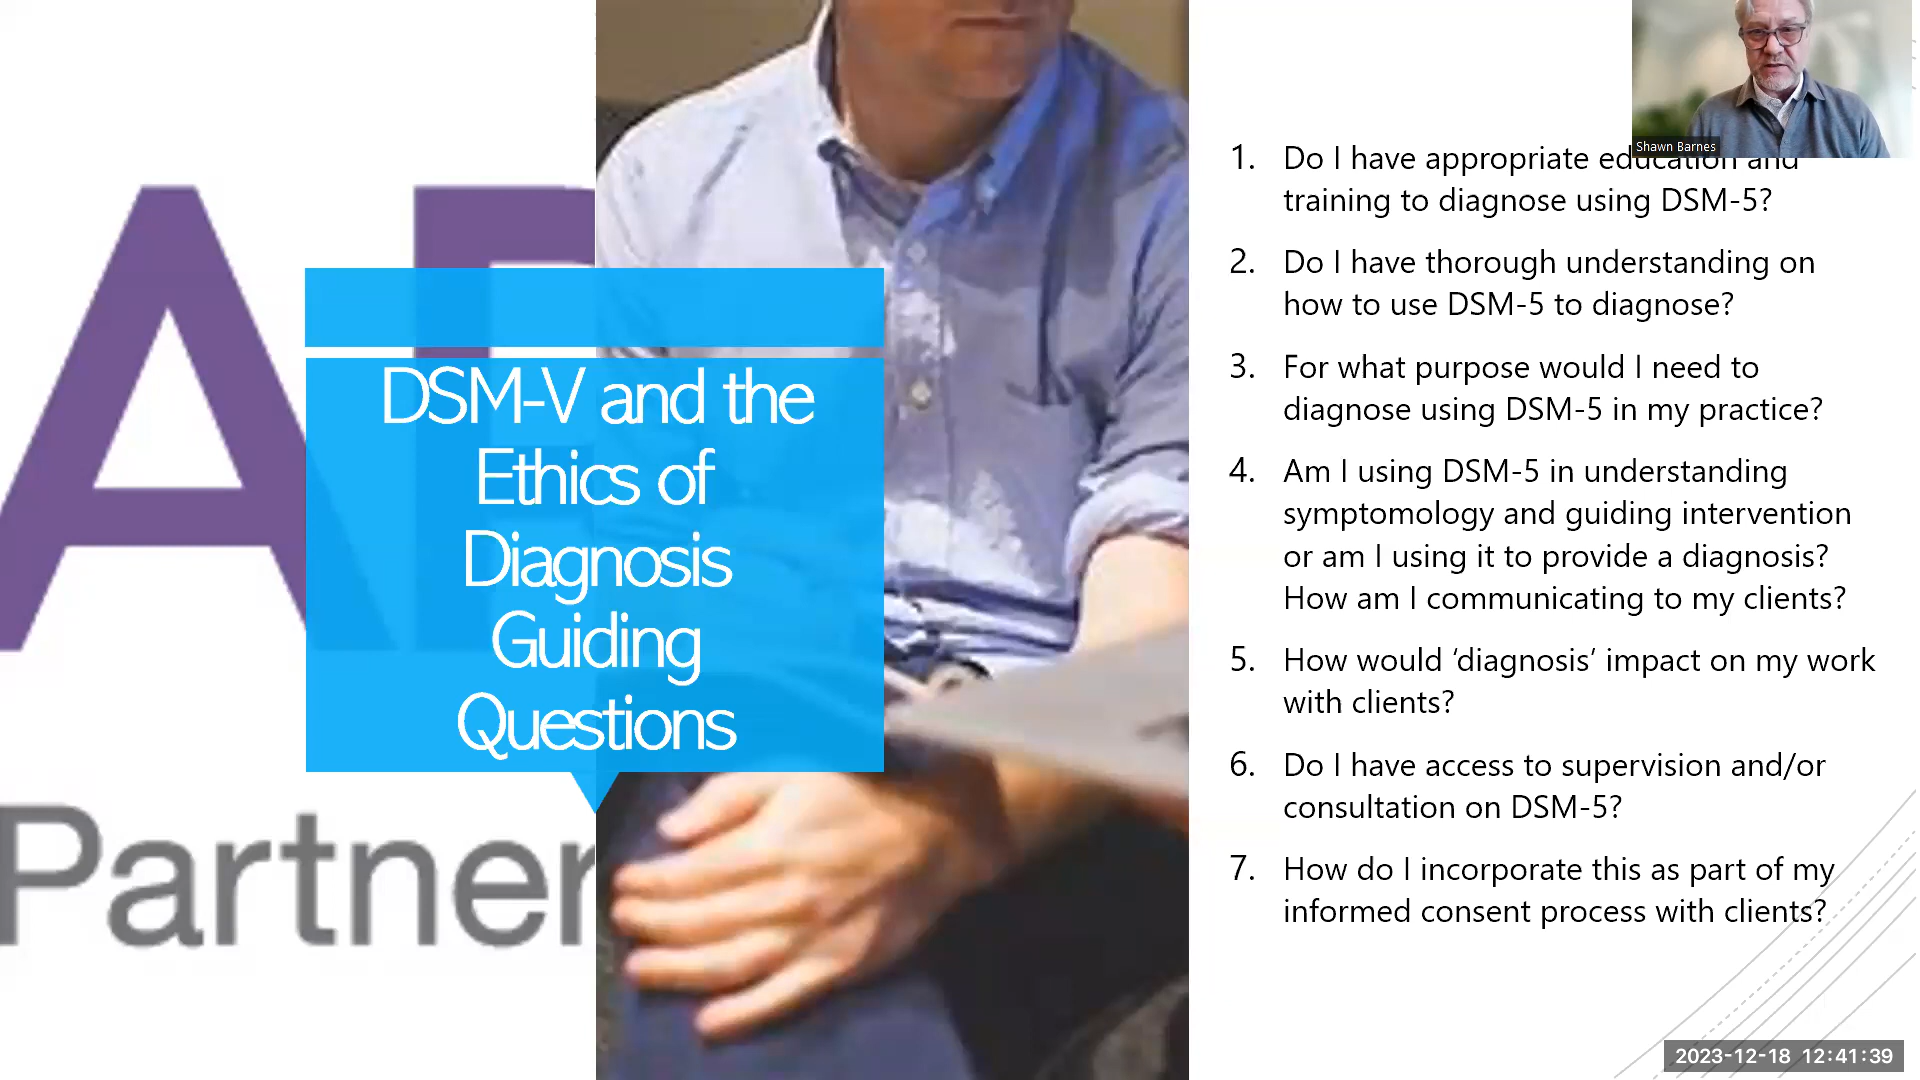 A
Partner
DSM-V and the
Ethics of
Diagnosis
Guiding
Questions
Shawn Barnes
1. Do I have appropriate education and
training to diagnose using DSM-5?
2. Do I have thorough understanding on
how to use DSM-5 to diagnose?
3. For what purpose would I need to
diagnose using DSM-5 in my practice?
4. Am I using DSM-5 in understanding
symptomology and guiding intervention
or am I using it to provide a diagnosis?
How am I communicating to my clients?
5. How would ‘diagnosis’ impact on my work
with clients?
6. Do I have access to supervision and/or
consultation on DSM-5?
7. How do I incorporate this as part of my
informed consent process with clients?
2023-12-18 12:41:39